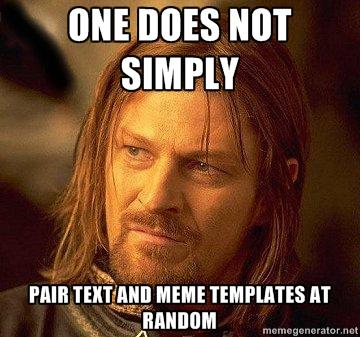 ONE DOES NOT
SIMPLY
PAIR TEXT AND MEME TEMPLATES AT
RANDOM
memegenerator.net